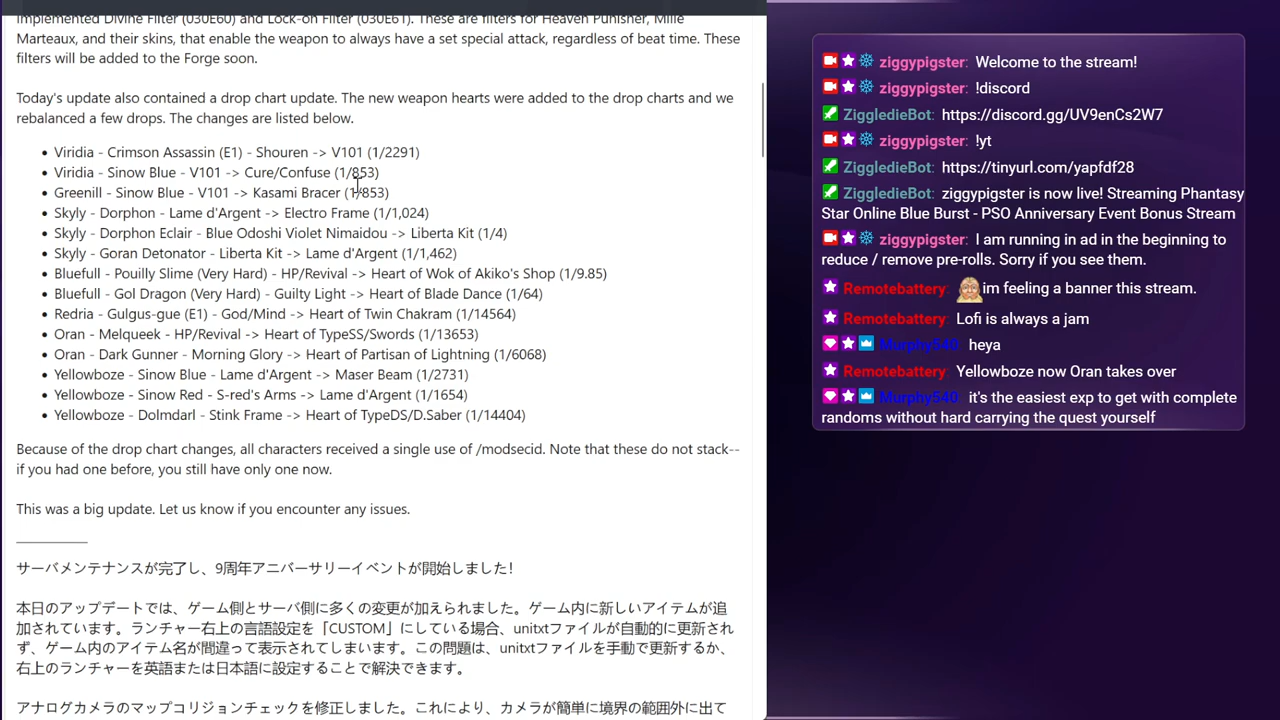 Implemented Divine Filter (030E60) and Lock-on Filter (030E61). These are filters for Heaven Punisher, Mille
Marteaux, and their skins, that enable the weapon to always have a set special attack, regardless of beat time. These
filters will be added to the Forge soon.
Today's update also contained a drop chart update. The new weapon hearts were added to the drop charts and we
rebalanced a few drops. The changes are listed below.
• Viridia - Crimson Assassin (E1) - Shouren -> V101 (1/2291)
• Viridia - Sinow Blue - V101 -> Cure/Confuse (1/853)
• Greenill - Sinow Blue - V101 -> Kasami Bracer (1/853)
• Skyly - Dorphon - Lame d'Argent -> Electro Frame (1/1,024)
• Skyly - Dorphon Eclair - Blue Odoshi Violet Nimaidou -> Liberta Kit (1/4)
• Skyly - Goran Detonator - Liberta Kit -> Lame d'Argent (1/1,462)
• Bluefull - Pouilly Slime (Very Hard) - HP/Revival -> Heart of Wok of Akiko's Shop (1/9.85)
• Bluefull - Gol Dragon (Very Hard) - Guilty Light -> Heart of Blade Dance (1/64)
• Redria - Gulgus-gue (E1) - God/Mind -> Heart of Twin Chakram (1/14564)
• Oran - Melqueek - HP/Revival -> Heart of TypeSS/Swords (1/13653)
• Oran - Dark Gunner - Morning Glory -> Heart of Partisan of Lightning (1/6068)
• Yellowboze - Sinow Blue - Lame d'Argent -> Maser Beam (1/2731)
• Yellowboze - Sinow Red - S-red's Arms -> Lame d'Argent (1/1654)
• Yellowboze - Dolmdarl - Stink Frame -> Heart of TypeDS/D.Saber (1/14404)
Because of the drop chart changes, all characters received a single use of /modsecid. Note that these do not stack--
if you had one before, you still have only one now.
This was a big update. Let us know if you encounter any issues.
サーバメンテナンスが完了し、9周年アニバーサリーイベントが開始しました！
本日のアップデートでは、ゲーム側とサーバ側に多くの変更が加えられました。ゲーム内に新しいアイテムが追
加されています。ランチャー右上の言語設定を「CUSTOM」にしている場合、unitxtファイルが自動的に更新され
ず、ゲーム内のアイテム名が間違って表示されてしまいます。この問題は、unitxtファイルを手動で更新するか、
右上のランチャーを英語または日本語に設定することで解決できます。
アナログカメラのマップコリジョンチェックを修正しました。これにより、カメラが簡単に境界の範囲外に出て
ziggypigster: Welcome to the stream!
ziggypigster: !discord
ZiggledieBot: https://discord.gg/UV9enCs2W7
ziggypigster: !yt
ZiggledieBot: https://tinyurl.com/yapfdf28
ZiggledieBot: ziggypigster is now live! Streaming Phantasy
Star Online Blue Burst - PSO Anniversary Event Bonus Stream
ziggypigster: I am running in ad in the beginning to
reduce / remove pre-rolls. Sorry if you see them.
Remotebattery: im feeling a banner this stream.
Remotebattery: Lofi is always a jam
Murphy540 heya
Remotebattery: Yellowboze now Oran takes over
Murphy540 it's the easiest exp to get with complete
randoms without hard carrying the quest yourself